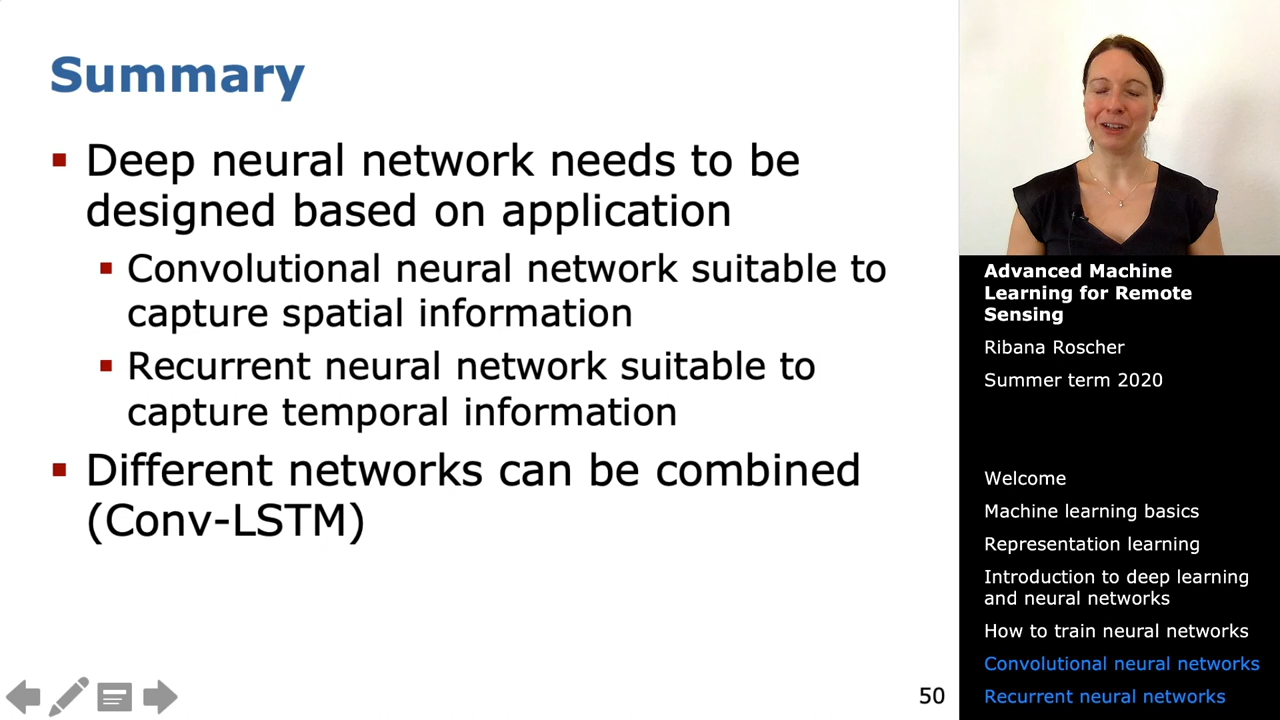 Summary
Deep neural network needs to be
designed based on application
Convolutional neural network suitable to
capture spatial information
Recurrent neural network suitable to
capture temporal information
Different networks can be combined
(Conv-LSTM)
50
Advanced Machine
Learning for Remote
Sensing
Ribana Roscher
Summer term 2020
Welcome
Machine learning basics
Representation learning
Introduction to deep learning
and neural networks
How to train neural networks
Convolutional neural networks
Recurrent neural networks